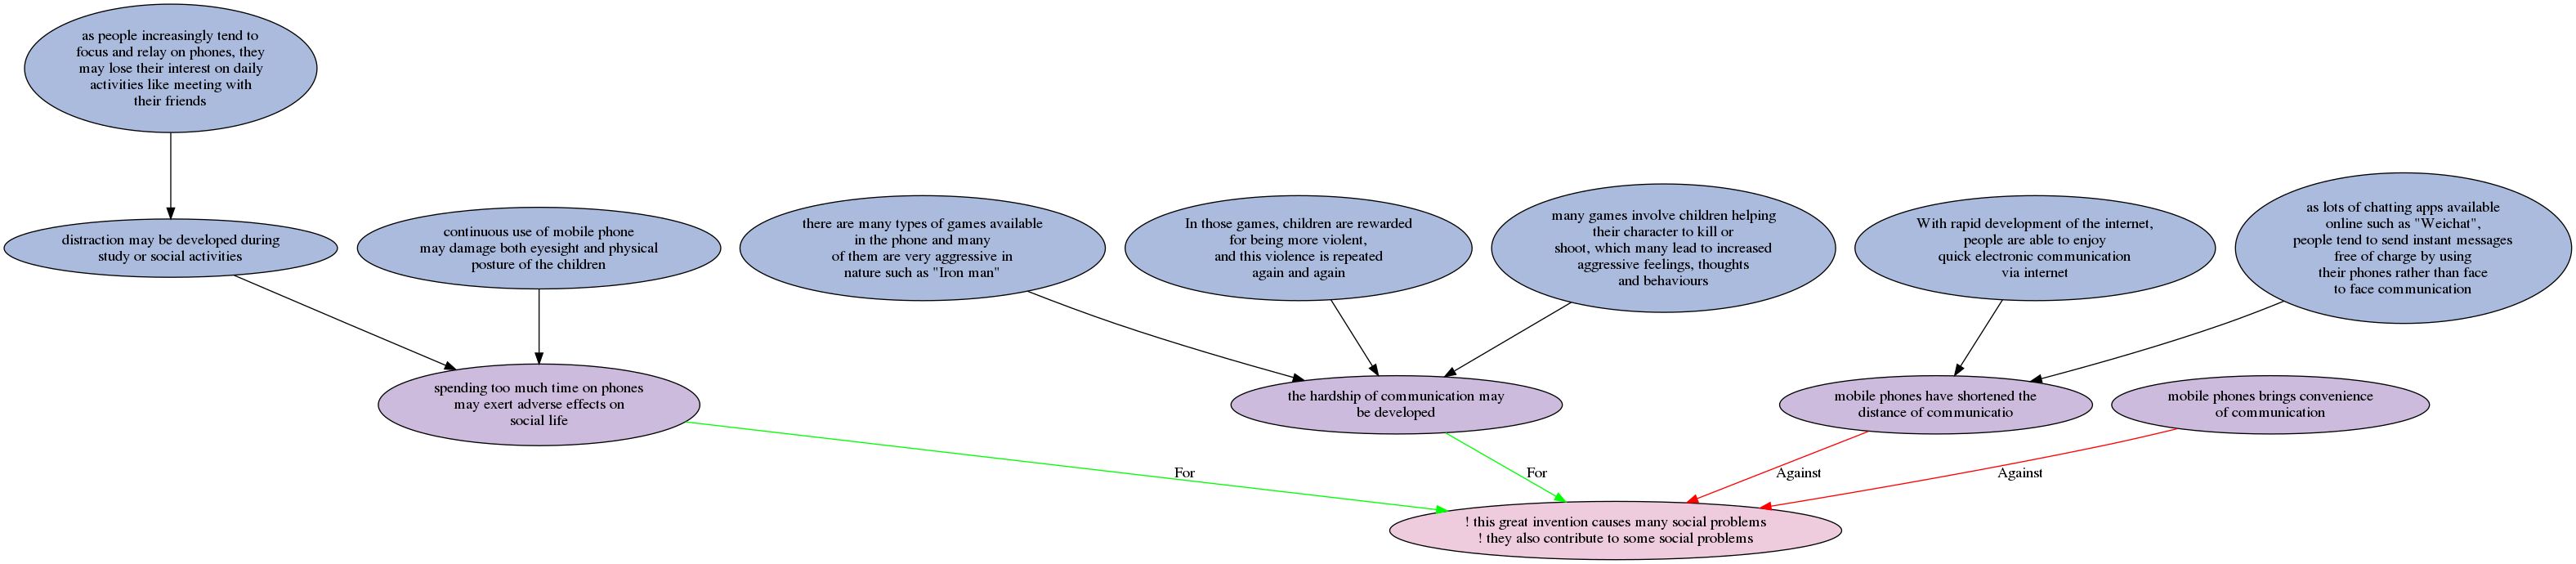 as people increasingly tend to
focus and relay on phones, they
may lose their interest on daily
activities like meeting with
their friends
distraction may be developed during
study or social activities
continuous use of mobile phone
may damage both eyesight and physical
posture of the children
there are many types of games available
in the phone and many
of them are very aggressive in
nature such as "Iron man"
In those games, children are rewarded
for being more violent,
and this violence is repeated
again and again
many games involve children helping
their character to kill or
shoot, which many lead to increased
aggressive feelings, thoughts
and behaviours
With rapid development of the internet,
people are able to enjoy
quick electronic communication
via internet
as lots of chatting apps available
online such as "Weichat",
people tend to send instant messages
free of charge by using
their phones rather than face
to face communication
spending too much time on phones
may exert adverse effects on
social life
the hardship of communication may
be developed
mobile phones have shortened the
distance of communicatio
mobile phones brings convenience
of communication
For
For
Against
Against
! this great invention causes many social problems
! they also contribute to some social problems